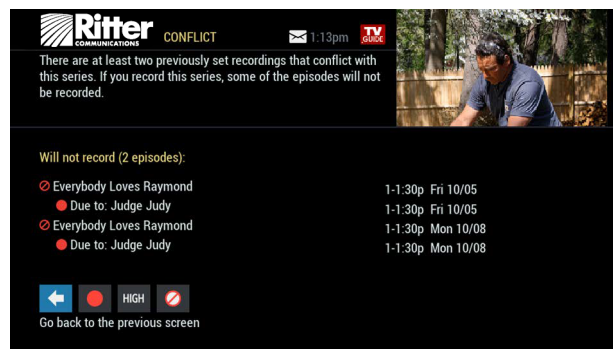 Ritter
COMMUNICATIONS
CONFLICT
1:13pm
TV
GUIDE
There are at least two previously set recordings that conflict with
this series. If you record this series, some of the episodes will not
be recorded.
Will not record (2 episodes):
Everybody Loves Raymond 1-1:30p Fri 10/05
Due to: Judge Judy 1-1:30p Fri 10/05
Everybody Loves Raymond 1-1:30p Mon 10/08
Due to: Judge Judy 1-1:30p Mon 10/08
HIGH
Go back to the previous screen